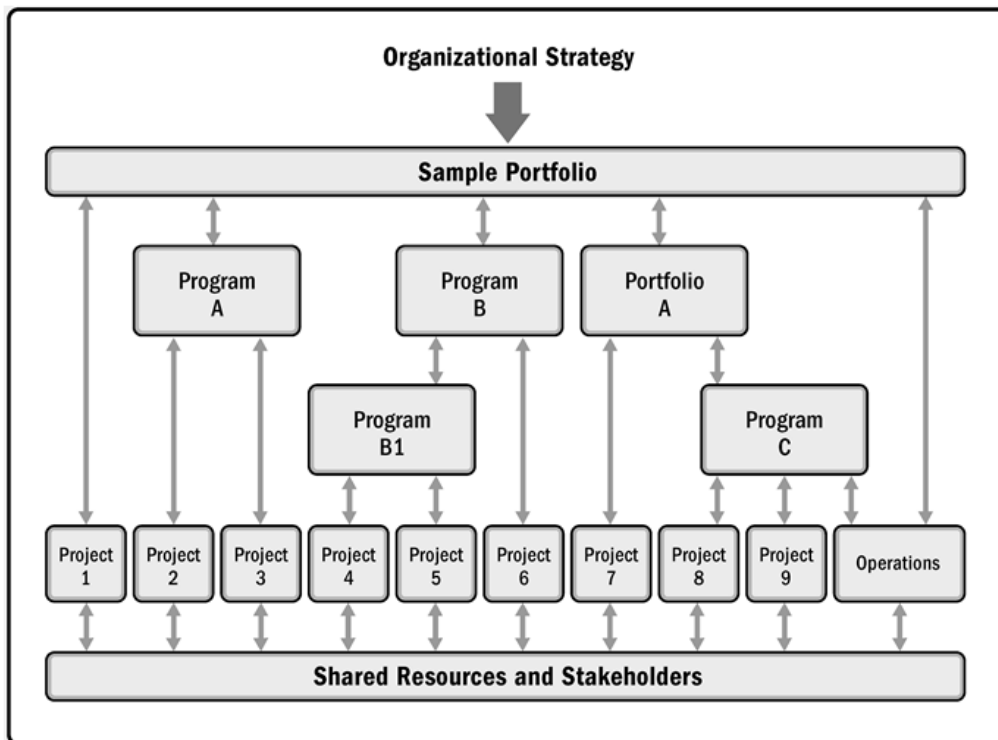 Organizational Strategy
Sample Portfolio
Program
A
Program
B
Portfolio
A
Program
B1
Program
C
Project
1
Project
2
Project
3
Project
4
Project
5
Project
6
Project
7
Project
8
Project
9
Operations
Shared Resources and Stakeholders